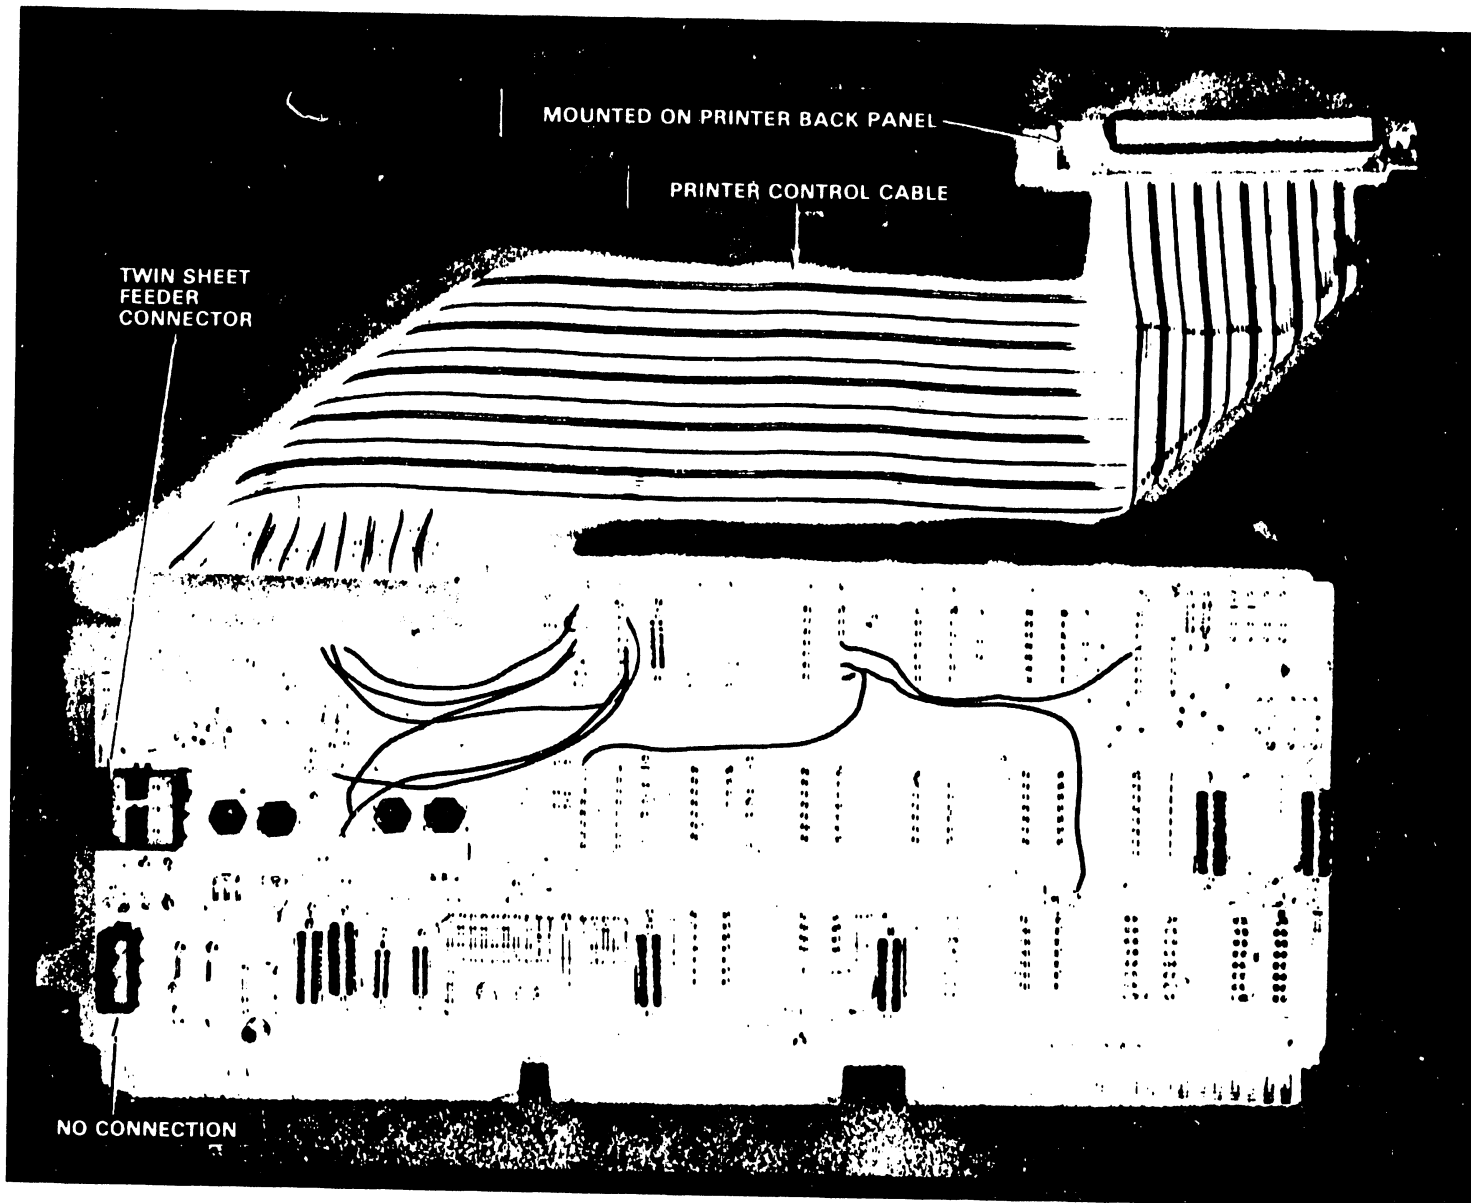 MOUNTED ON PRINTER BACK PANEL
PRINTER CONTROL CABLE
TWIN SHEET
FEEDER
CONNECTOR
NO CONNECTION